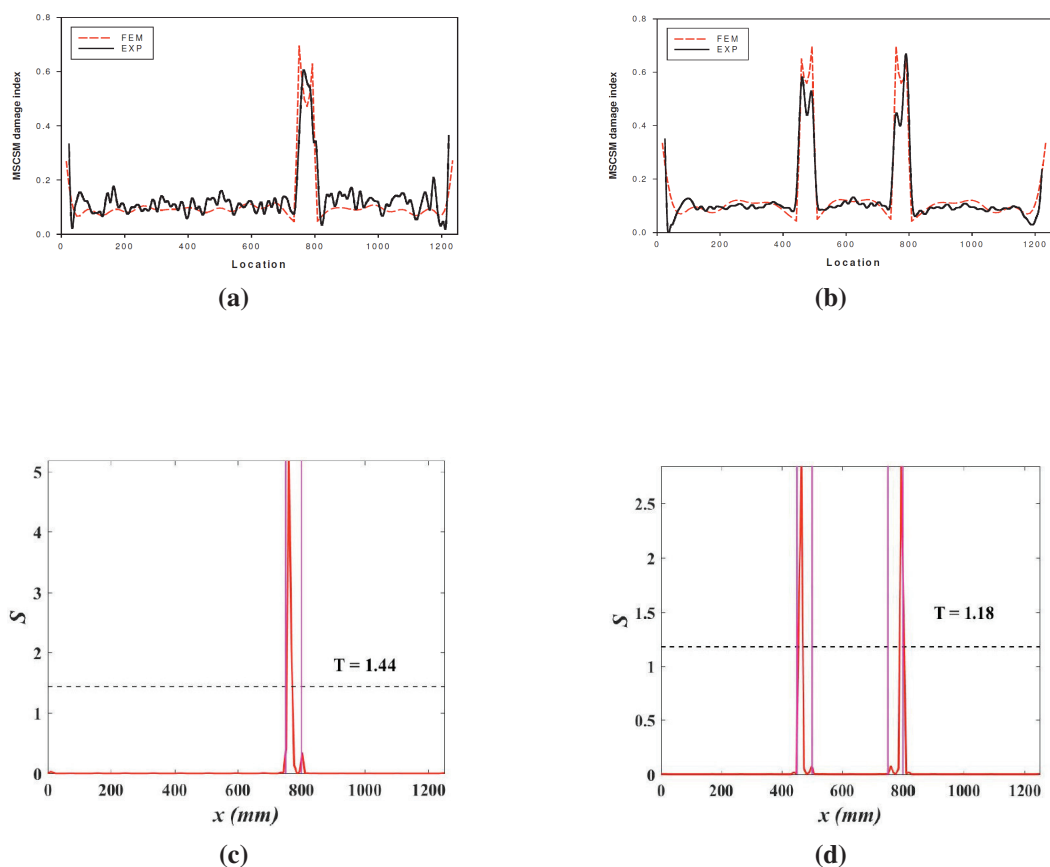 0.8
FEM
EXP
0.6
0.4
0.2
0.0
MSCSM damage index
0 200 400 600 800 1000 1200
Location
(a)
0.8
FEM
EXP
0.6
0.4
0.2
0.0
MSCSM damage index
0 200 400 600 800 1000 1200
Location
(b)
5
4
3
2
1
0
S
T = 1.44
0 200 400 600 800 1000 1200
x (mm)
(c)
2.5
2
1.5
1
0.5
0
S
T = 1.18
0 200 400 600 800 1000 1200
x (mm)
(d)